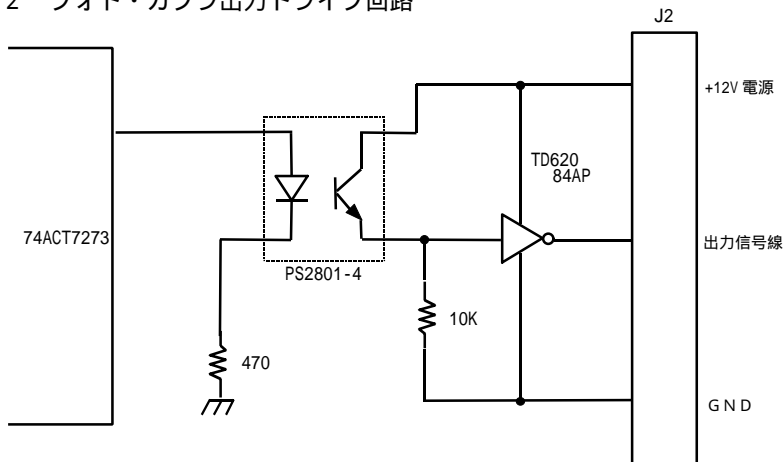 2 フォト・カプラ出力ドライブ回路
J2
+12V 電源
TD620
84AP
74ACT7273
出力信号線
PS2801-4
10K
470
ＧＮＤ